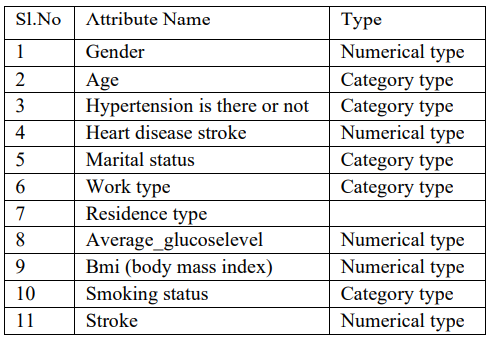 Sl.No Attribute Name Type
1 Gender Numerical type
2 Age Category type
3 Hypertension is there or not Category type
4 Heart disease stroke Numerical type
5 Marital status Category type
6 Work type Category type
7 Residence type
8 Average_glucoselevel Numerical type
9 Bmi (body mass index) Numerical type
10 Smoking status Category type
11 Stroke Numerical type